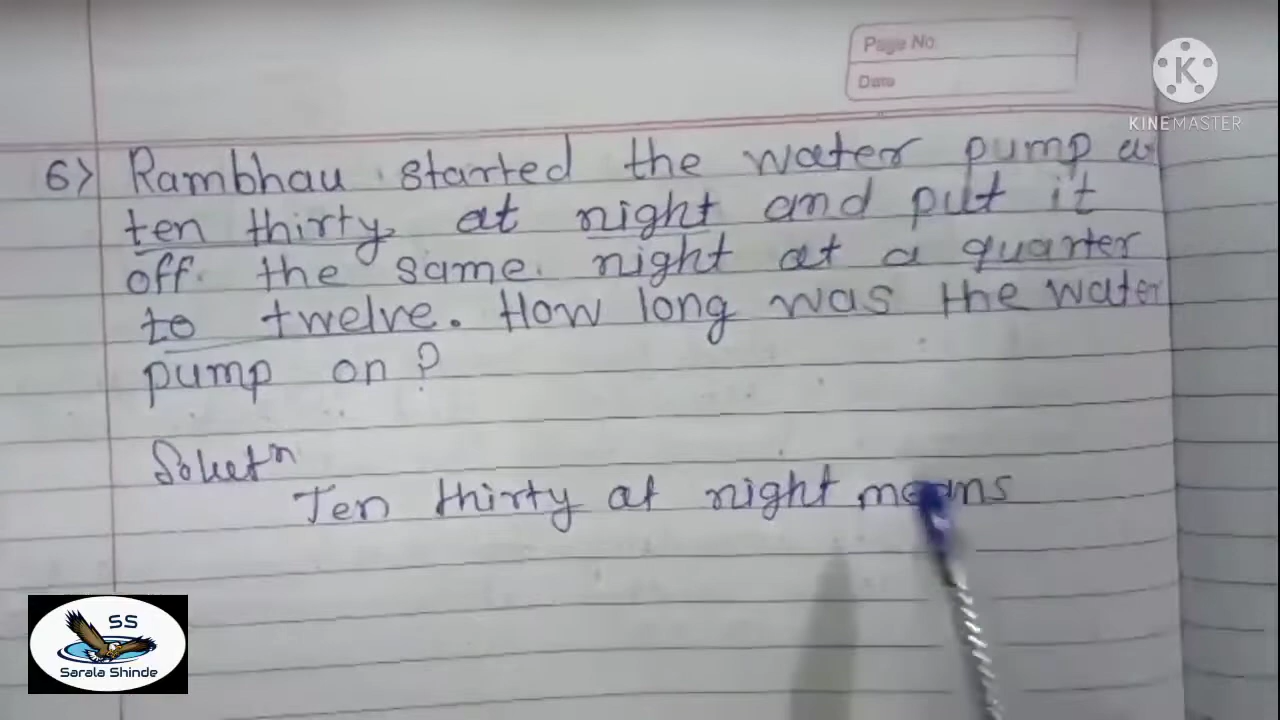 Page No
Date
KINEMASTER
6) Rambhau started the water pump
ten thirty at night and put it
off the same night at a quarter
to twelve. How long was the water
pump on?
Solutn
Ten thirty at night means
SS
Sarala Shinde